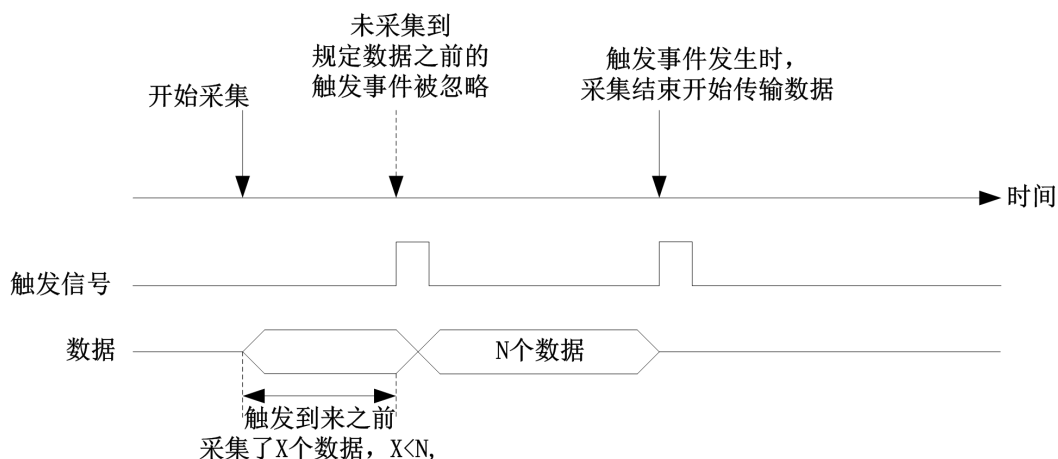 未采集到
规定数据之前的
触发事件被忽略
触发事件发生时，
采集结束开始传输数据
开始采集
时间
触发信号
数据
N个数据
触发到来之前
采集了X个数据，X<N,